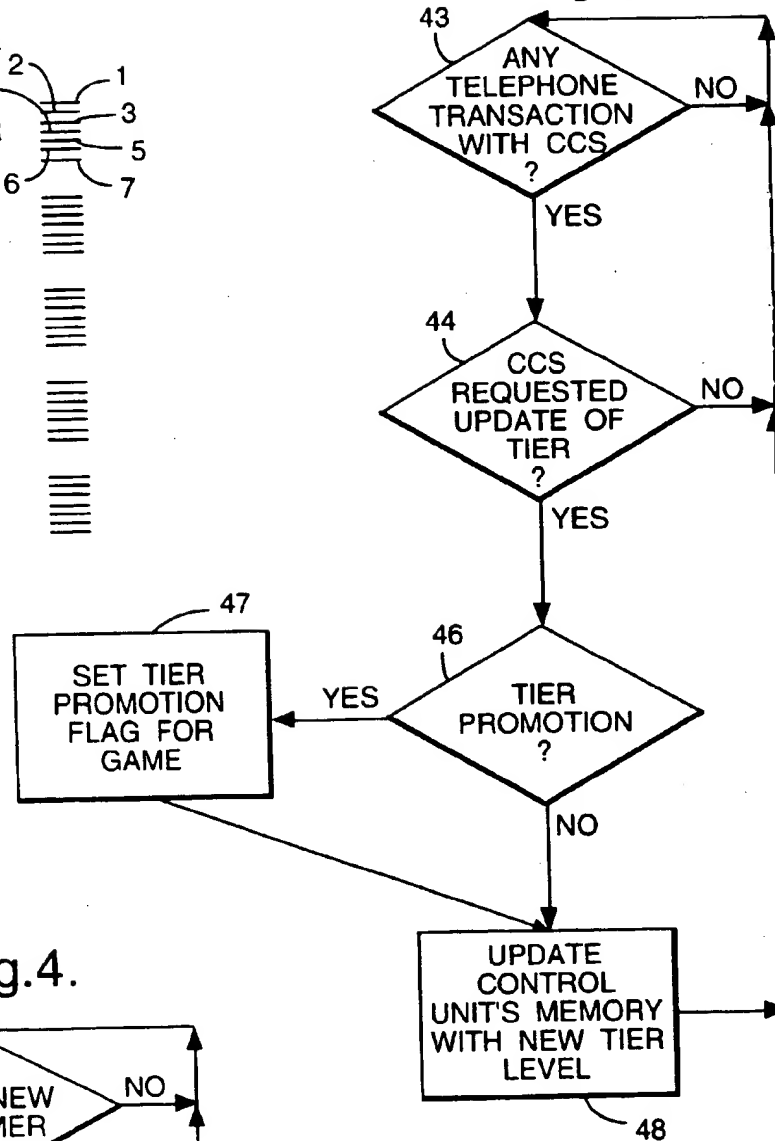 43
ANY
TELEPHONE
TRANSACTION
WITH CCS
?
NO
YES
2
1
3
5
6
7
44
CCS
REQUESTED
UPDATE OF
TIER
?
NO
YES
47
SET TIER
PROMOTION
FLAG FOR
GAME
YES
46
TIER
PROMOTION
?
NO
UPDATE
CONTROL
UNIT'S MEMORY
WITH NEW TIER
LEVEL
48
g.4.
NEW
MER
NO